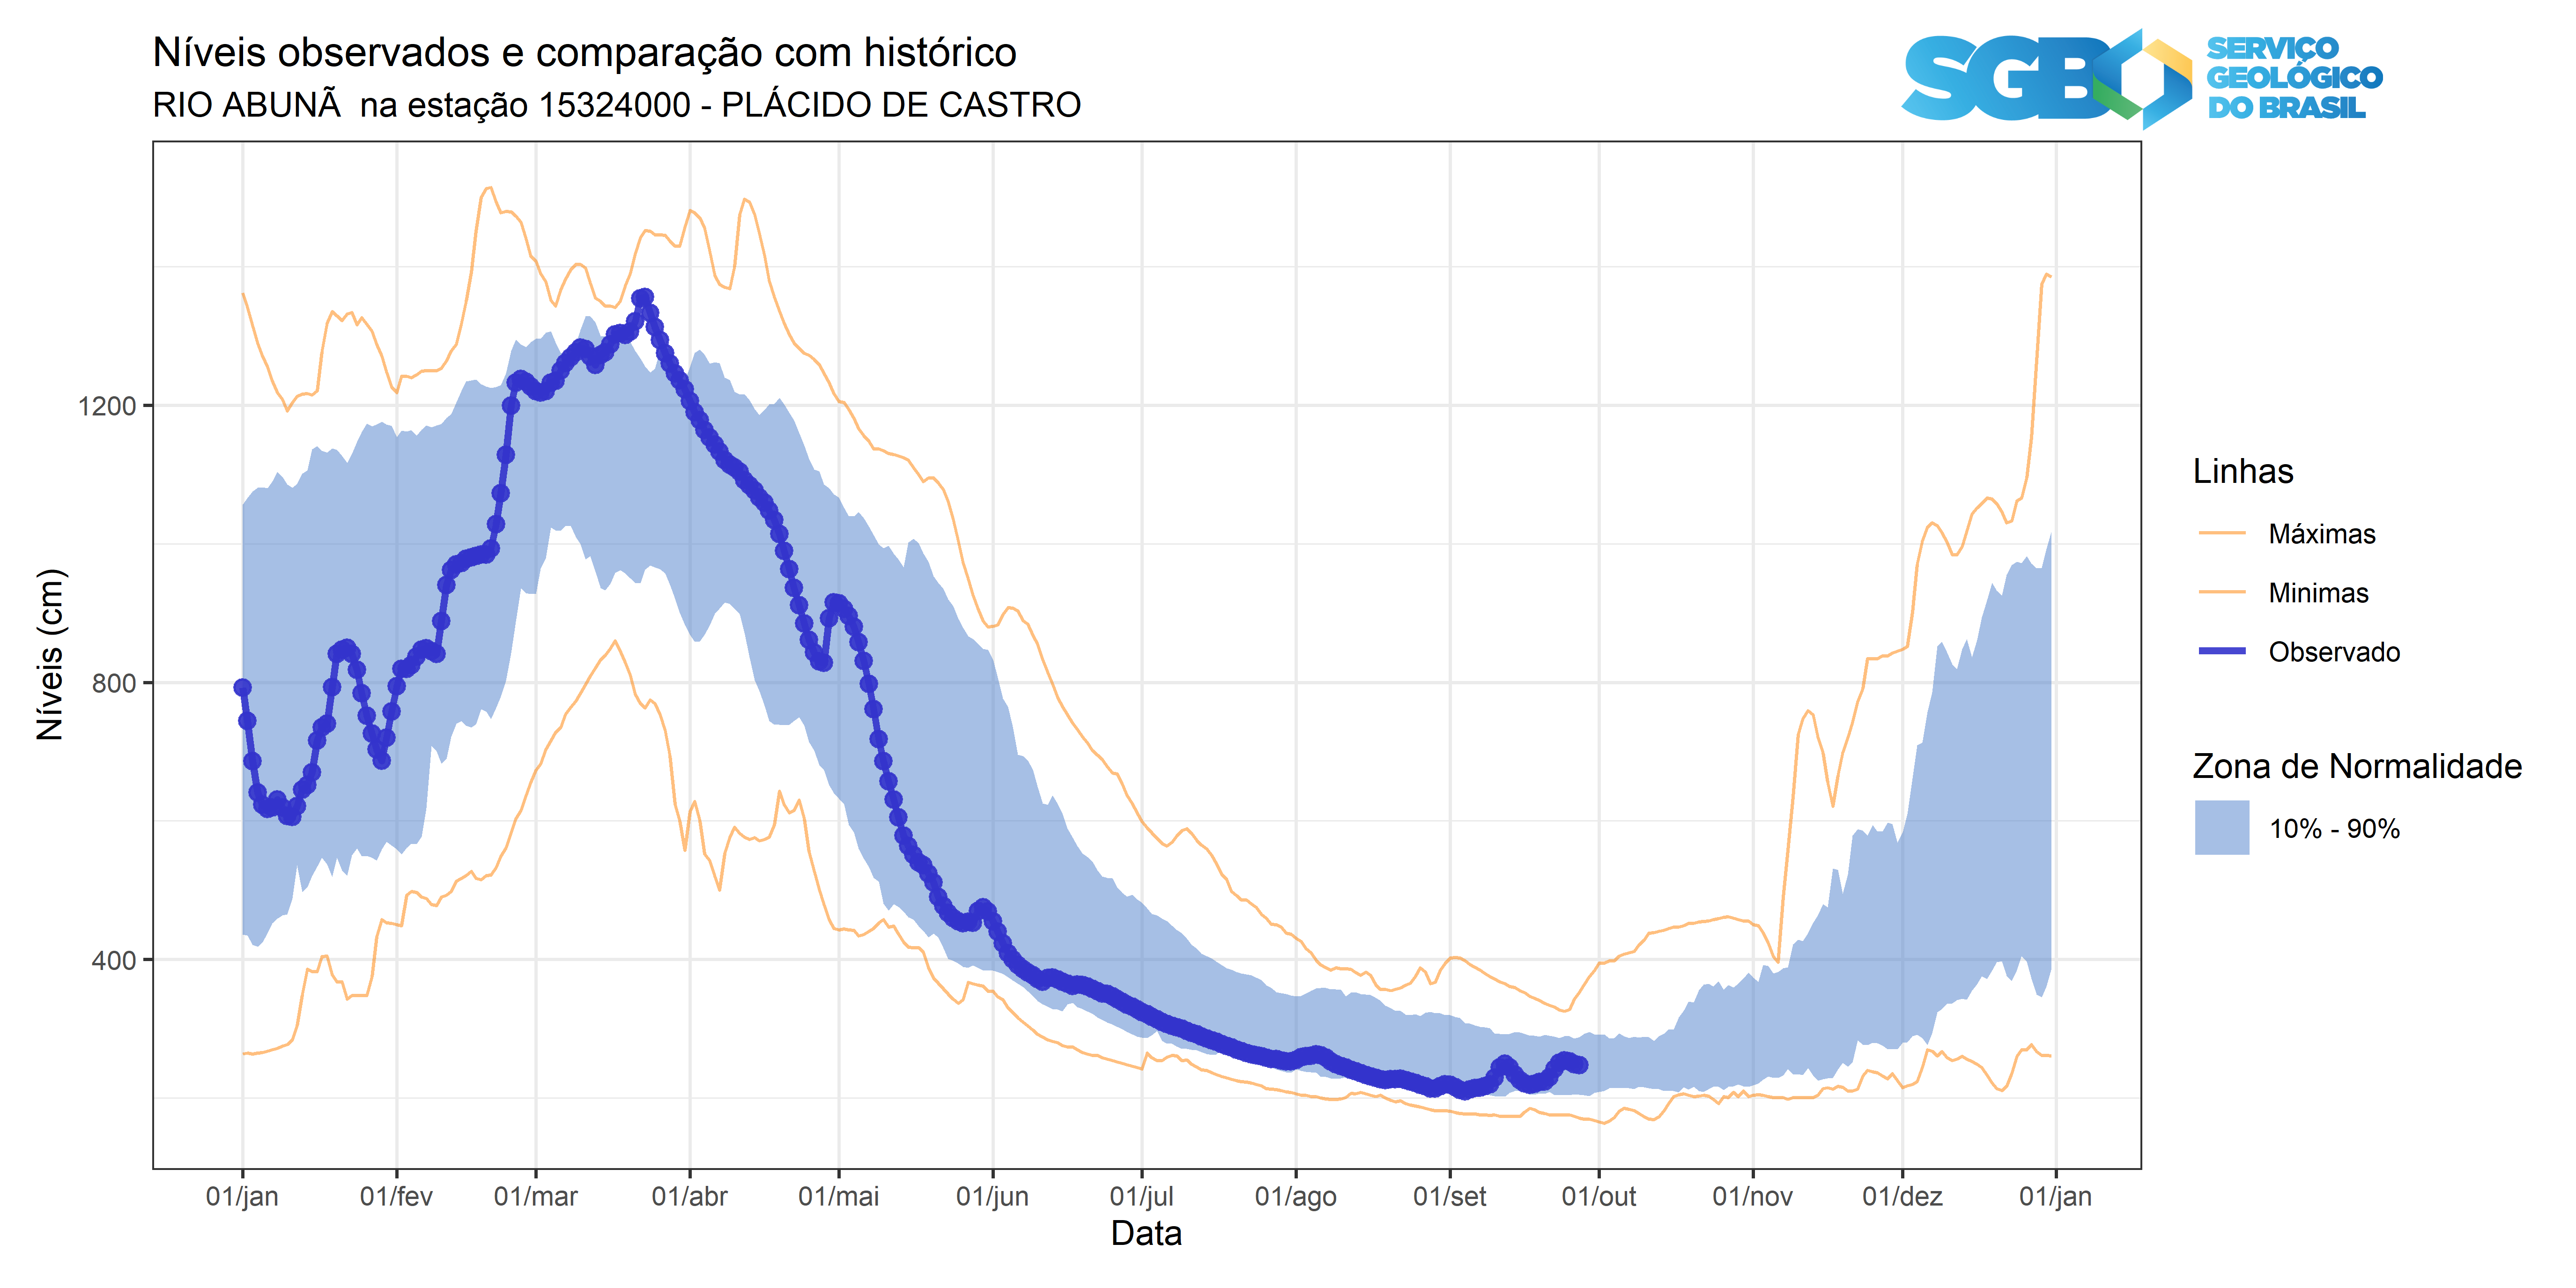 Níveis observados e comparação com histórico
RIO ABUNÃ  na estação 15324000 - PLÁCIDO DE CASTRO
SGB
SERVIÇO
GEOLÓGICO
DO BRASIL
Níveis (cm)
1200
800
400
01/jan 01/fev 01/mar 01/abr 01/mai 01/jun 01/jul 01/ago 01/set 01/out 01/nov 01/dez 01/jan
Data
Linhas
Máximas
Minimas
Observado
Zona de Normalidade
10% - 90%